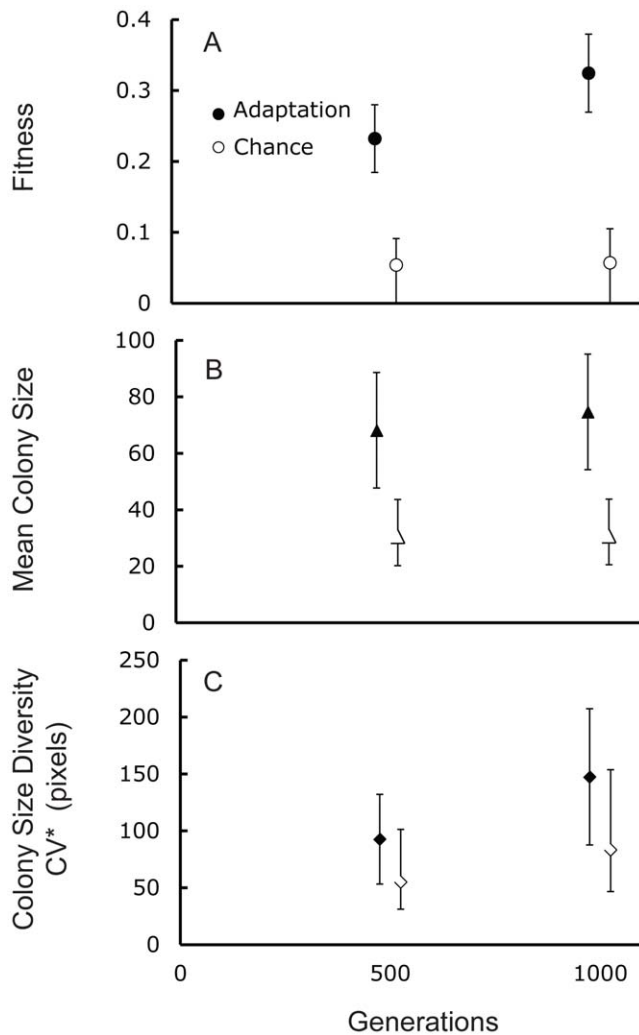 0.4
A
0.3
Adaptation
Chance
0.2
0.1
0
Fitness
100
B
80
60
40
20
0
Mean Colony Size
250
C
200
150
100
50
0
Colony Size Diversity
CV* (pixels)
0
500
1000
Generations